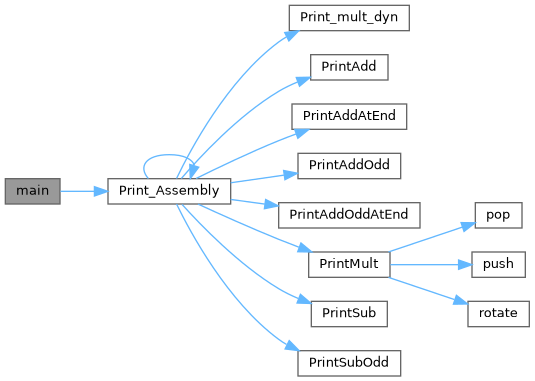 main
Print_Assembly
Print_mult_dyn
PrintAdd
PrintAddAtEnd
PrintAddOdd
PrintAddOddAtEnd
PrintMult
PrintSub
PrintSubOdd
pop
push
rotate